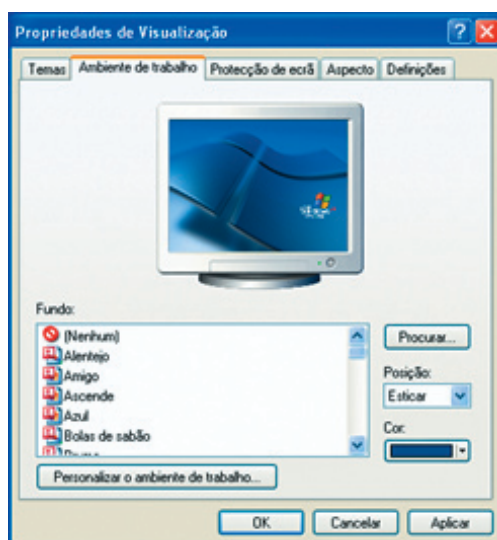 Propriedades de Visualização
Temas Ambiente de trabalho Protecção de ecrã Aspecto Definições
Fundo:
(Nenhum)
Alentejo
Amigo
Ascende
Azul
Bolas de sabão
Procurar...
Posição:
Esticar
Cor:
Personalizar o ambiente de trabalho...
OK Cancelar Aplicar